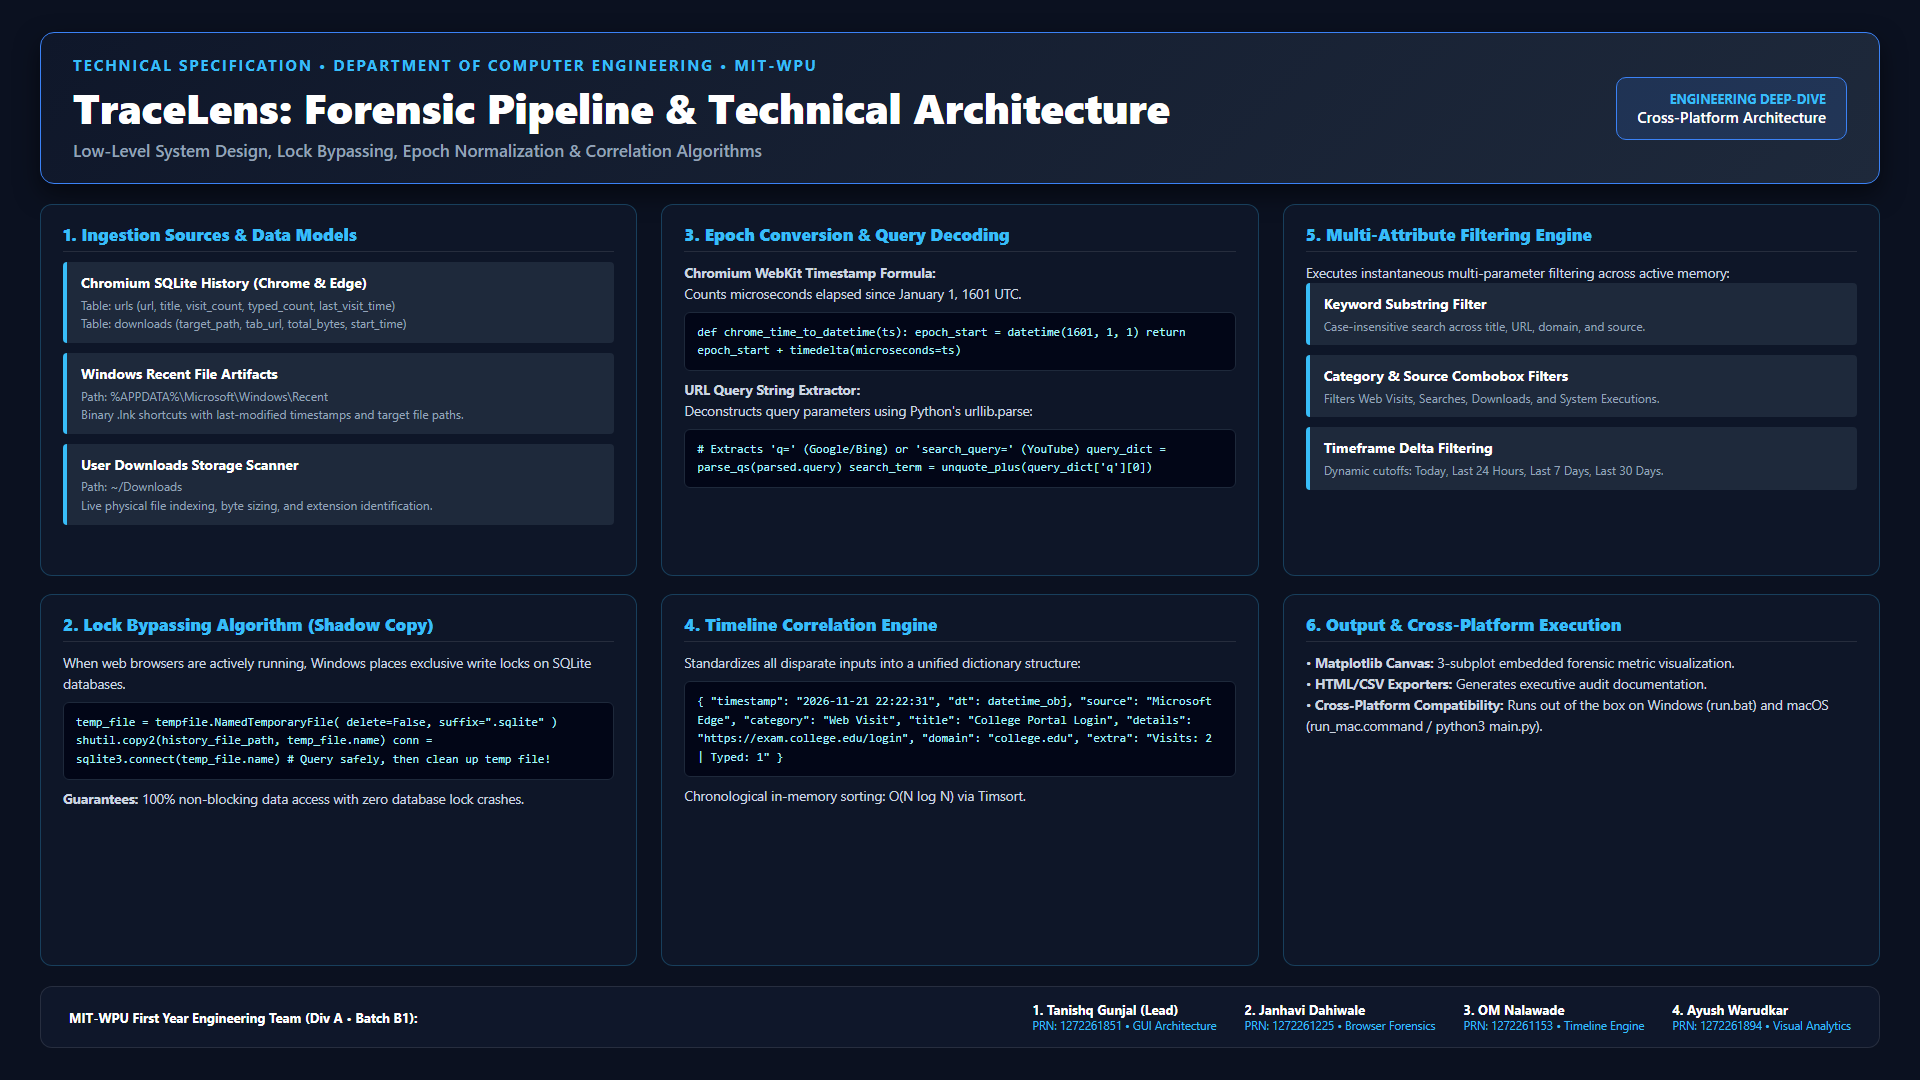 TECHNICAL SPECIFICATION • DEPARTMENT OF COMPUTER ENGINEERING • MIT-WPU
TraceLens: Forensic Pipeline & Technical Architecture
Low-Level System Design, Lock Bypassing, Epoch Normalization & Correlation Algorithms
ENGINEERING DEEP-DIVE
Cross-Platform Architecture
1. Ingestion Sources & Data Models
Chromium SQLite History (Chrome & Edge)
Table: urls (url, title, visit_count, typed_count, last_visit_time)
Table: downloads (target_path, tab_url, total_bytes, start_time)
Windows Recent File Artifacts
Path: %APPDATA%\Microsoft\Windows\Recent
Binary .lnk shortcuts with last-modified timestamps and target file paths.
User Downloads Storage Scanner
Path: ~/Downloads
Live physical file indexing, byte sizing, and extension identification.
2. Lock Bypassing Algorithm (Shadow Copy)
When web browsers are actively running, Windows places exclusive write locks on SQLite
databases.
temp_file = tempfile.NamedTemporaryFile( delete=False, suffix=".sqlite" )
shutil.copy2(history_file_path, temp_file.name) conn =
sqlite3.connect(temp_file.name) # Query safely, then clean up temp file!
Guarantees: 100% non-blocking data access with zero database lock crashes.
3. Epoch Conversion & Query Decoding
Chromium WebKit Timestamp Formula:
Counts microseconds elapsed since January 1, 1601 UTC.
def chrome_time_to_datetime(ts): epoch_start = datetime(1601, 1, 1) return
epoch_start + timedelta(microseconds=ts)
URL Query String Extractor:
Deconstructs query parameters using Python's urllib.parse:
# Extracts 'q=' (Google/Bing) or 'search_query=' (YouTube) query_dict =
parse_qs(parsed.query) search_term = unquote_plus(query_dict['q'][0])
4. Timeline Correlation Engine
Standardizes all disparate inputs into a unified dictionary structure:
{ "timestamp": "2026-11-21 22:22:31", "dt": datetime_obj, "source": "Microsoft
Edge", "category": "Web Visit", "title": "College Portal Login", "details":
"https://exam.college.edu/login", "domain": "college.edu", "extra": "Visits: 2
| Typed: 1" }
Chronological in-memory sorting: O(N log N) via Timsort.
5. Multi-Attribute Filtering Engine
Executes instantaneous multi-parameter filtering across active memory:
Keyword Substring Filter
Case-insensitive search across title, URL, domain, and source.
Category & Source Combobox Filters
Filters Web Visits, Searches, Downloads, and System Executions.
Timeframe Delta Filtering
Dynamic cutoffs: Today, Last 24 Hours, Last 7 Days, Last 30 Days.
6. Output & Cross-Platform Execution
• Matplotlib Canvas: 3-subplot embedded forensic metric visualization.
• HTML/CSV Exporters: Generates executive audit documentation.
• Cross-Platform Compatibility: Runs out of the box on Windows (run.bat) and macOS
(run_mac.command / python3 main.py).
MIT-WPU First Year Engineering Team (Div A • Batch B1):
1. Tanishq Gunjal (Lead)
PRN: 1272261851 • GUI Architecture
2. Janhavi Dahiwale
PRN: 1272261225 • Browser Forensics
3. OM Nalawade
PRN: 1272261153 • Timeline Engine
4. Ayush Warudkar
PRN: 1272261894 • Visual Analytics